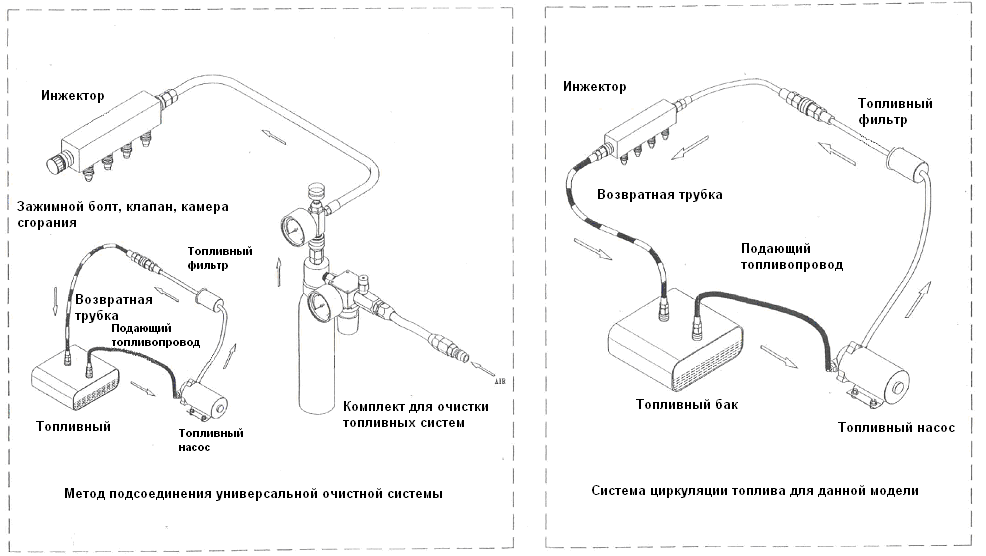 Инжектор
Зажимной болт, клапан, камера
сгорания
Топливный
фильтр
Возвратная
трубка
Подающий
топливопровод
Топливный
Топливный
насос
AIR
Комплект для очистки
топливных систем
Метод подсоединения универсальной очистной системы
Инжектор
Топливный
фильтр
Возвратная трубка
Подающий
топливопровод
Топливный бак
Топливный насос
Система циркуляции топлива для данной модели